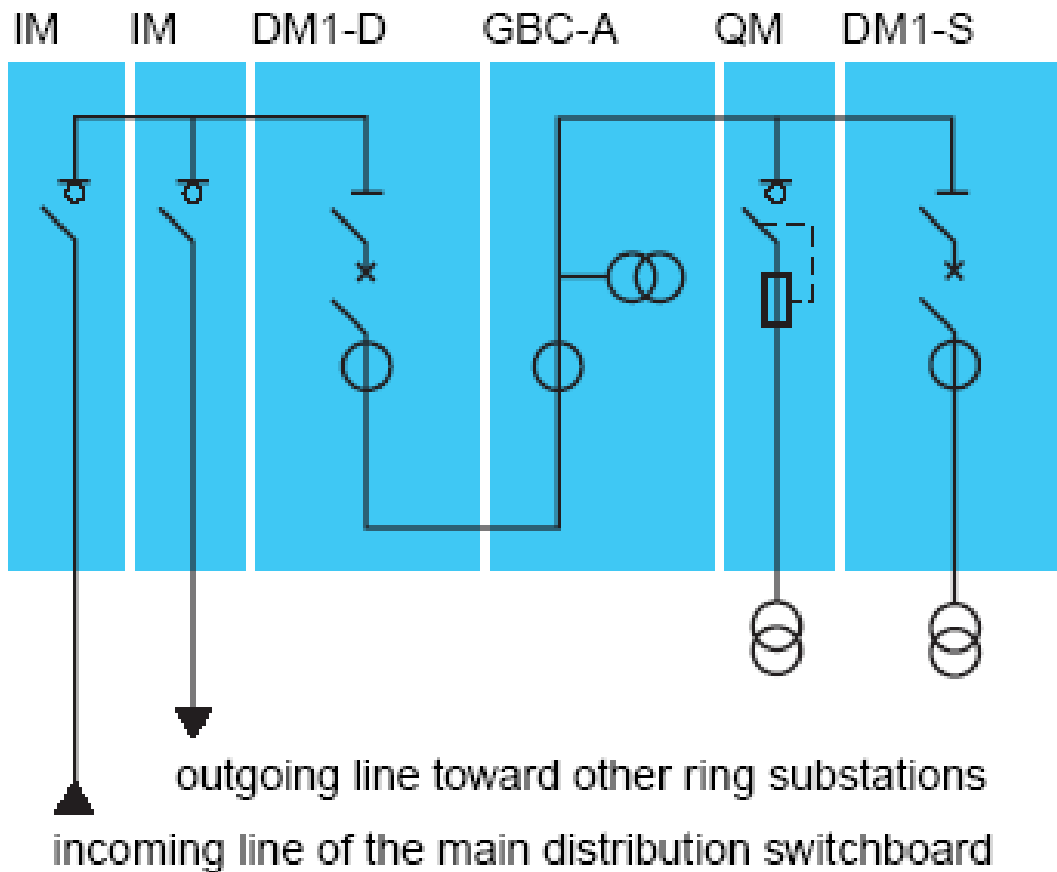 IM IM DM1-D GBC-A QM DM1-S
outgoing line toward other ring substations
incoming line of the main distribution switchboard